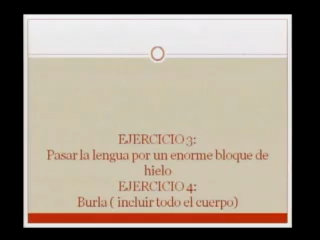 EJERCICIO 3:
Pasar la lengua por un enorme bloque de
hielo
EJERCICIO 4:
Burla ( incluir todo el cuerpo)